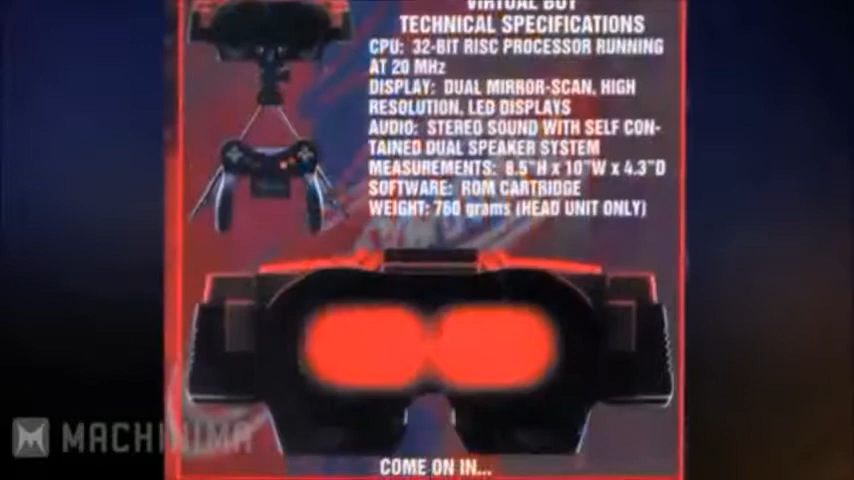 VIRTUAL BOY
TECHNICAL SPECIFICATIONS
CPU: 32-BIT RISC PROCESSOR RUNNING
AT 20 MHz
DISPLAY: DUAL MIRROR-SCAN, HIGH
RESOLUTION, LED DISPLAYS
AUDIO: STEREO SOUND WITH SELF CON-
TAINED DUAL SPEAKER SYSTEM
MEASUREMENTS: 8.5"H x 10"W x 4.3"D
SOFTWARE: ROM CARTRIDGE
WEIGHT: 760 grams (HEAD UNIT ONLY)
MACHINIMA
COME ON IN...